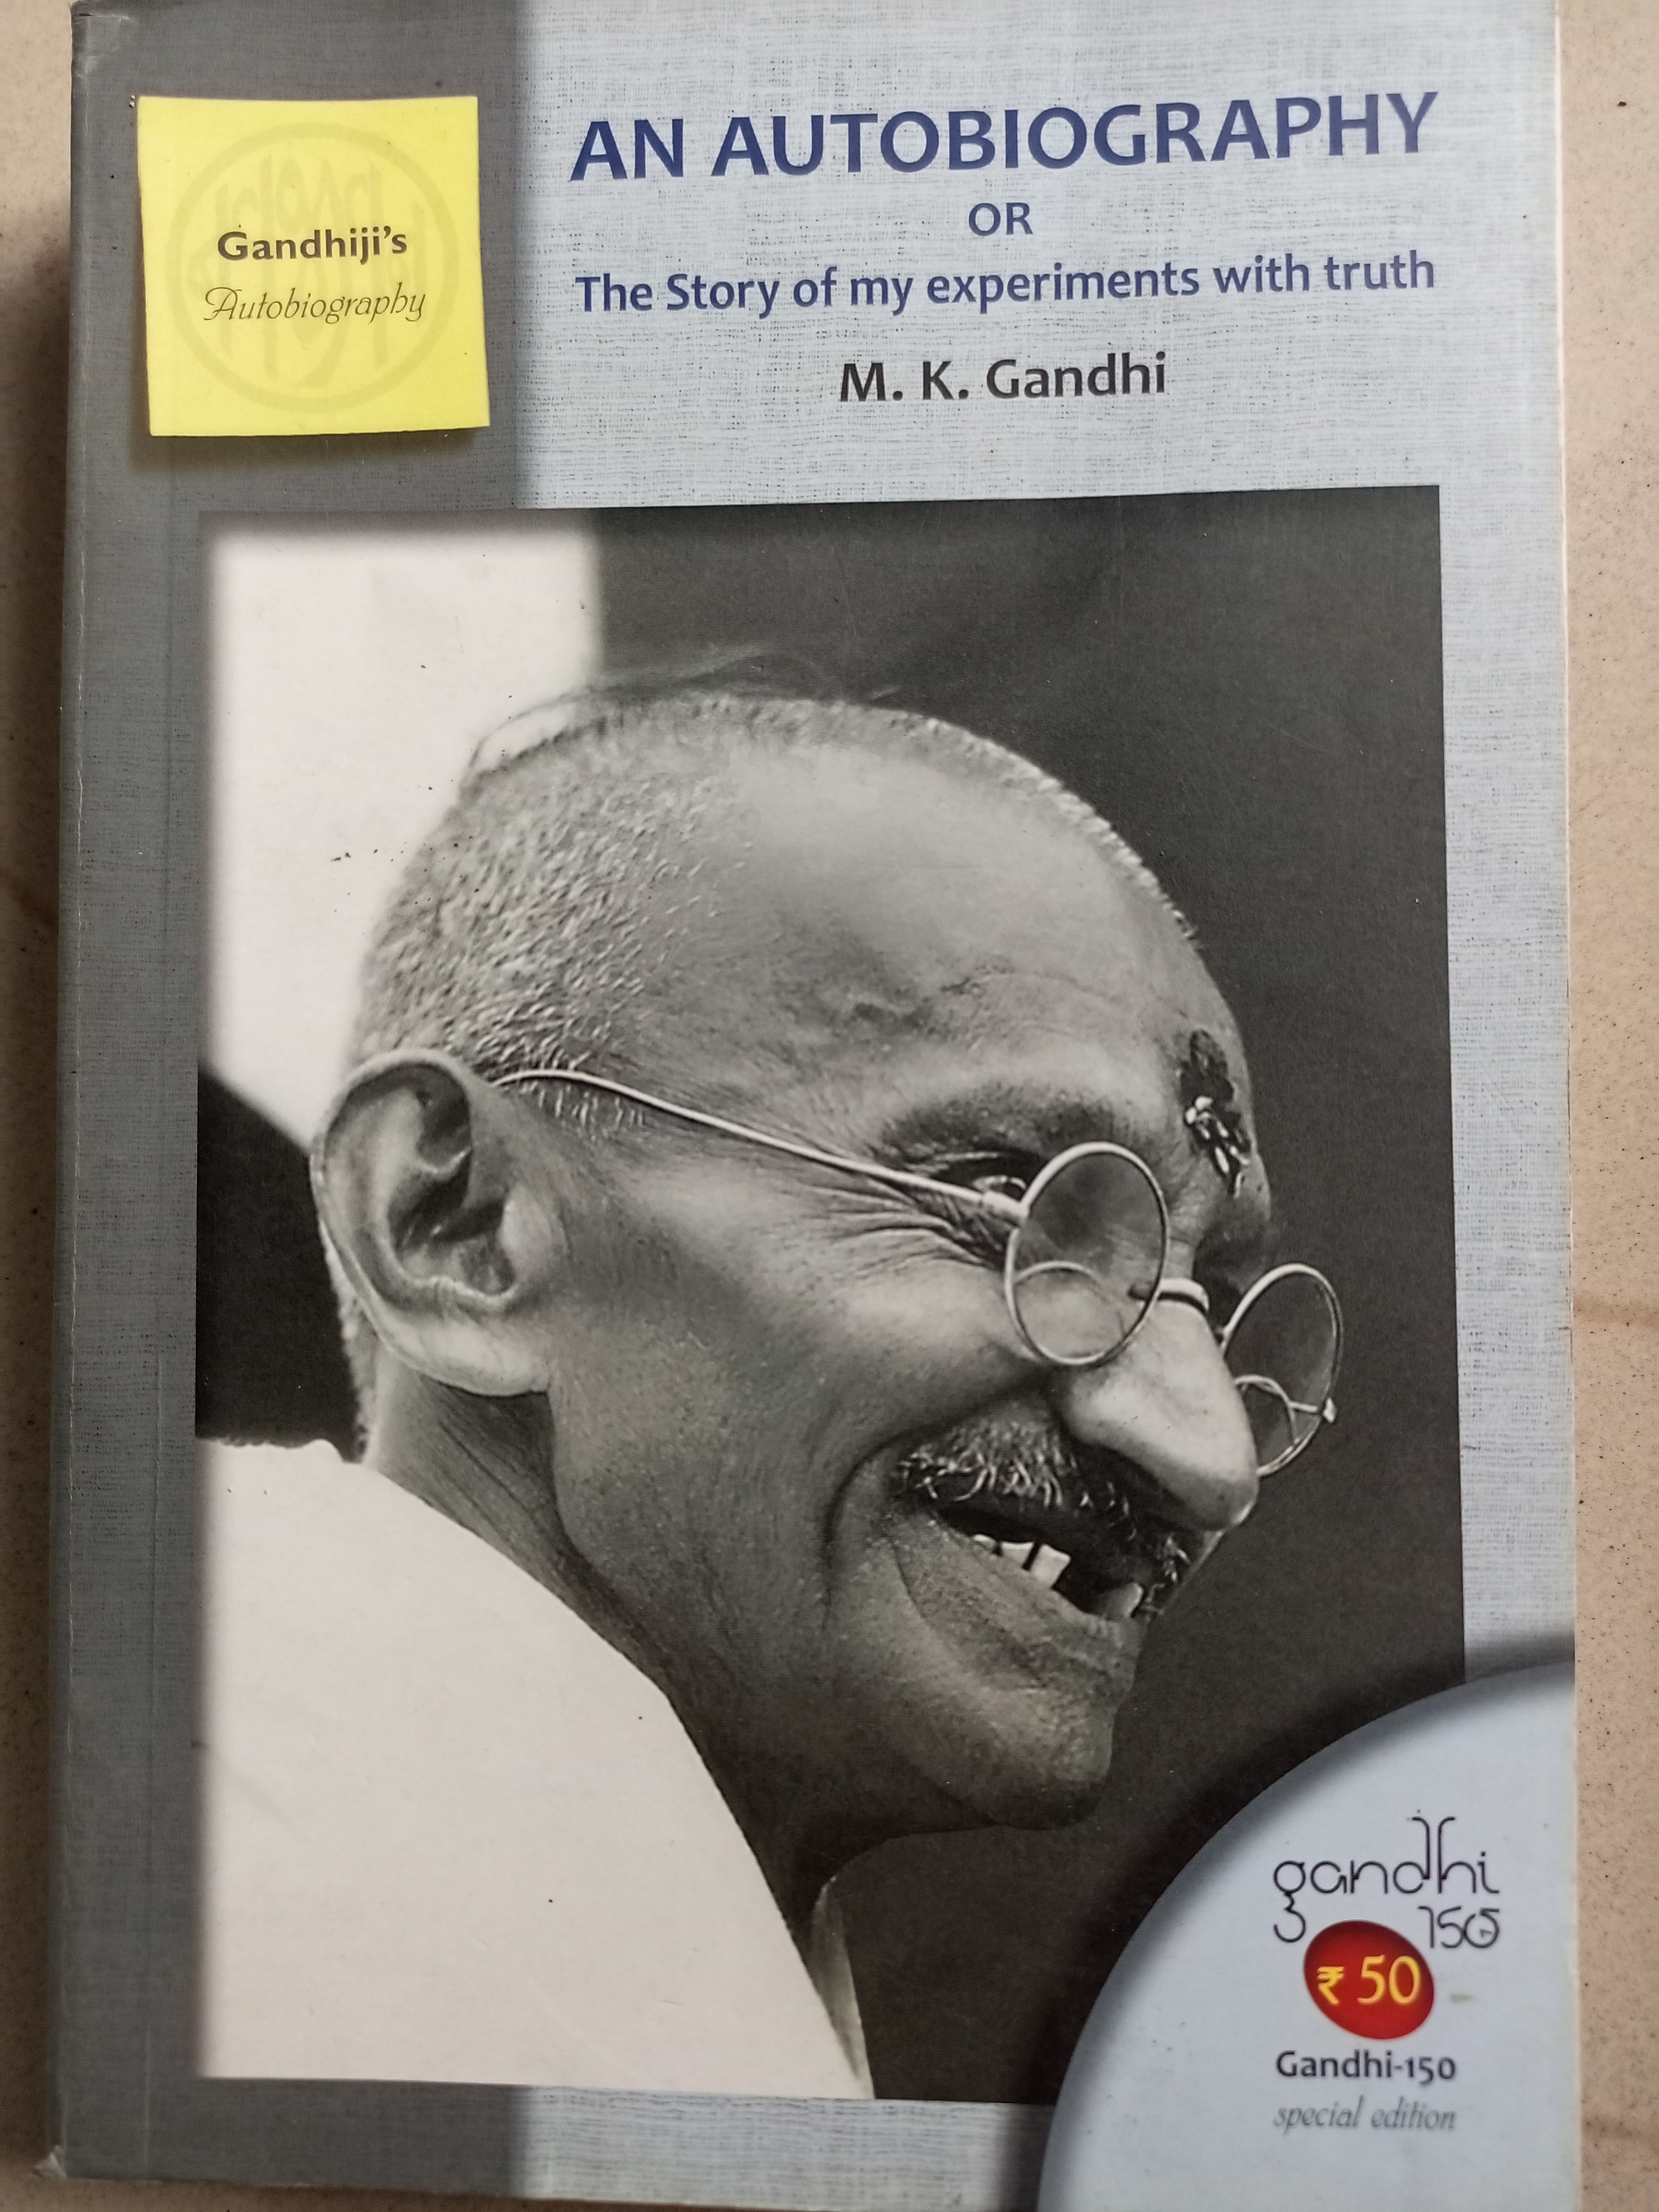 Gandhiji's
Autobiography
AN AUTOBIOGRAPHY
OR
The Story of my experiments with truth
M. K. Gandhi
gandhi
150
₹ 50
Gandhi-150
special edition